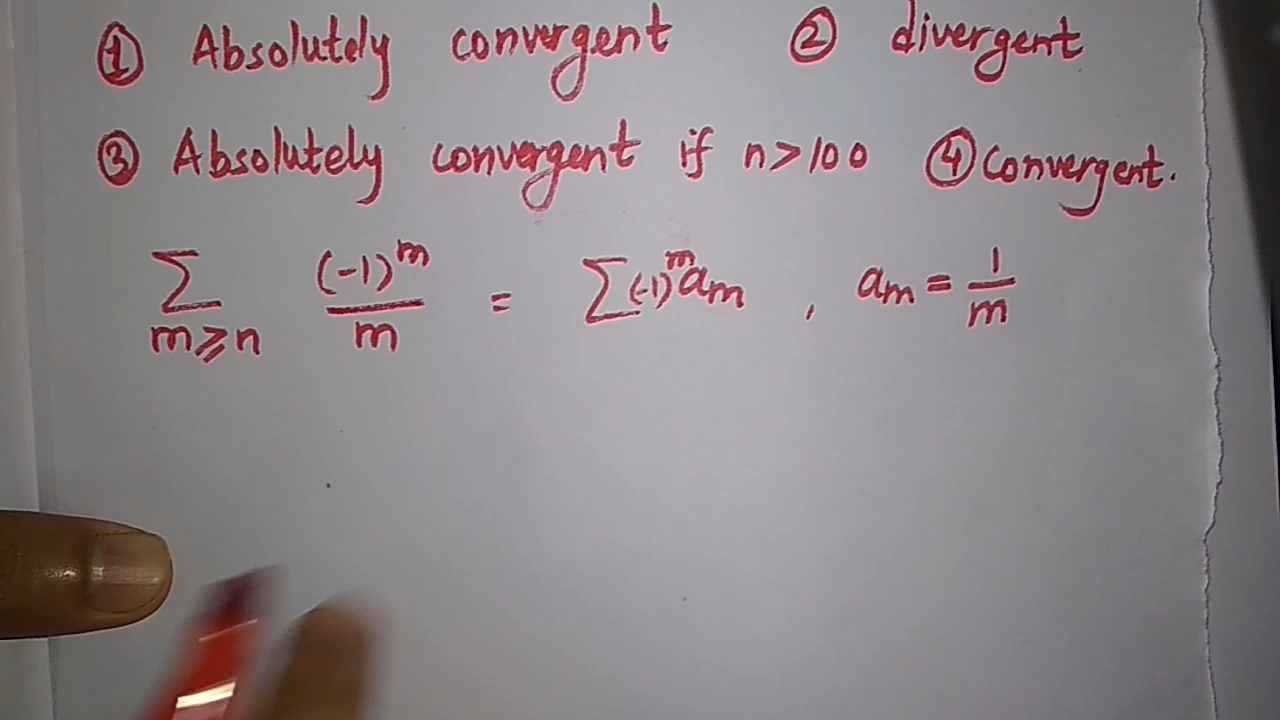 ① Absolutely convergent ② divergent
③ Absolutely convergent if n>100 ④ Convergent.
∑_{m≥n} (-1)^m / m = ∑(-1)^m a_m , a_m = 1/m